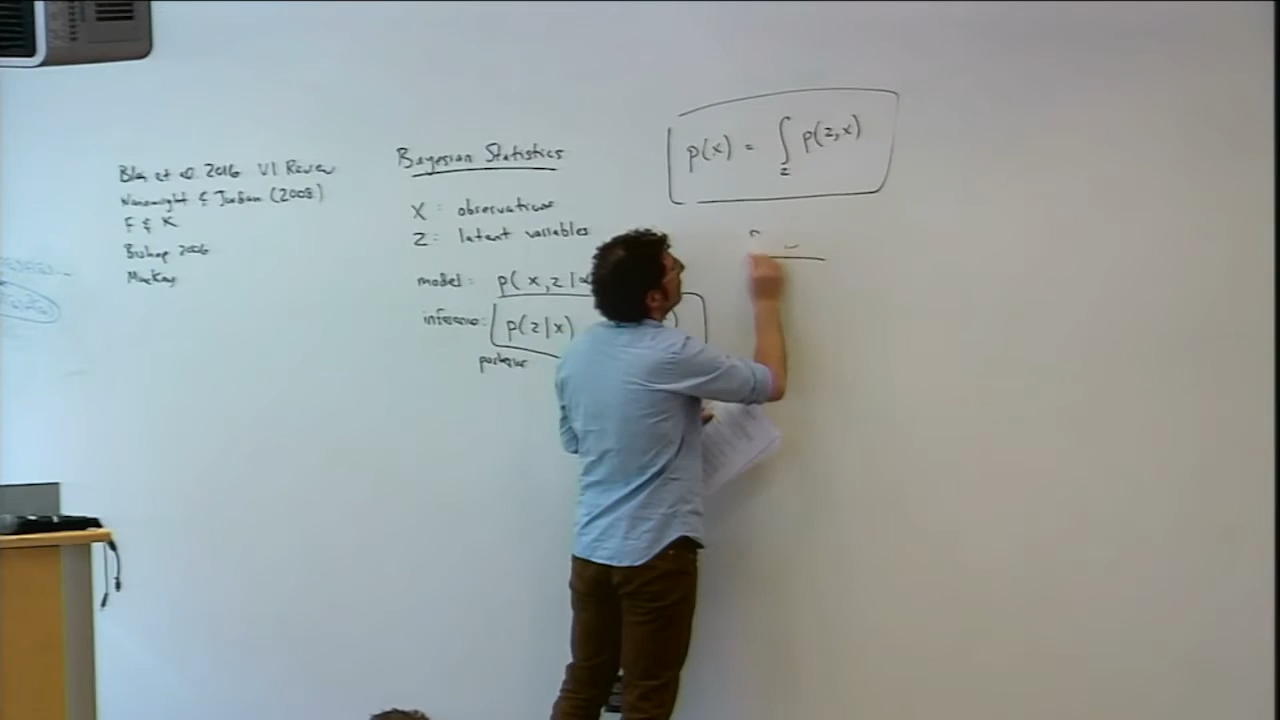 Blei et al. 2016 VI Review
Wainwright & Jordan (2008)
F & K
Bishop 2006
MacKay
Bayesian Statistics
X : observations
Z : latent variables
model: p( x, z | α
inference: p(z | x)
posterior
p(x) = ∫z p(z, x)